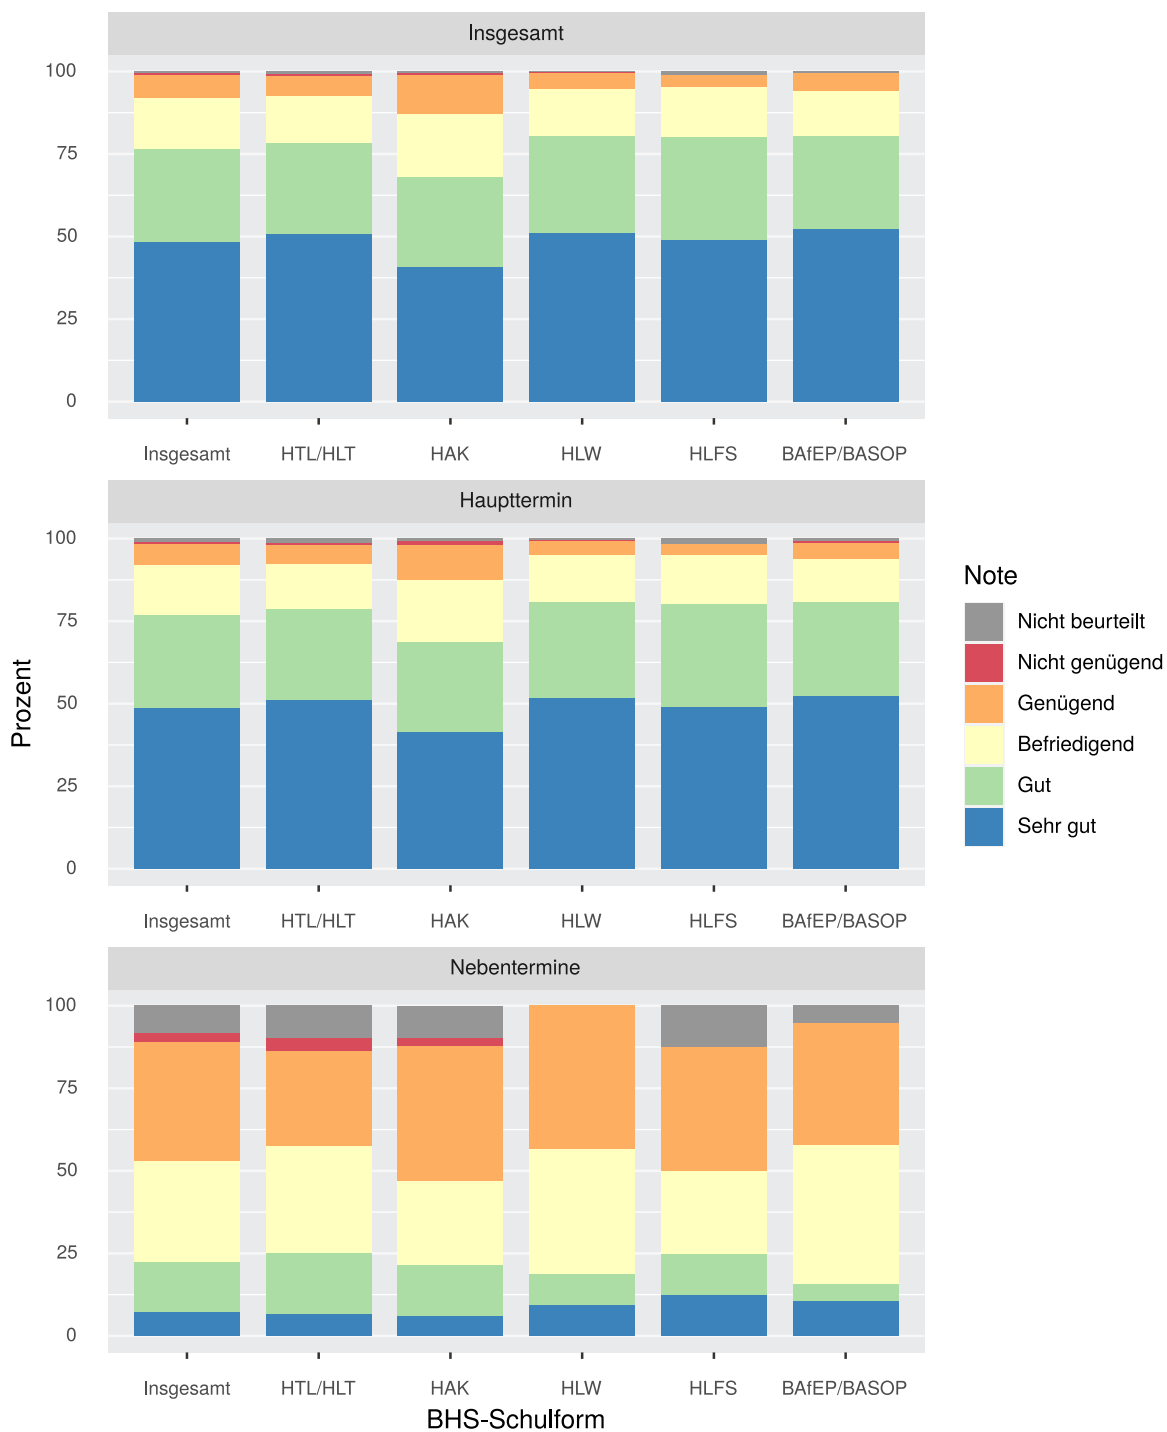 Insgesamt
100
75
50
25
0
Insgesamt HTL/HLT HAK HLW HLFS BAfEP/BASOP
Haupttermin
100
75
50
25
0
Insgesamt HTL/HLT HAK HLW HLFS BAfEP/BASOP
Nebentermine
100
75
50
25
0
Insgesamt HTL/HLT HAK HLW HLFS BAfEP/BASOP
BHS-Schulform
Prozent
Note
Nicht beurteilt
Nicht genügend
Genügend
Befriedigend
Gut
Sehr gut